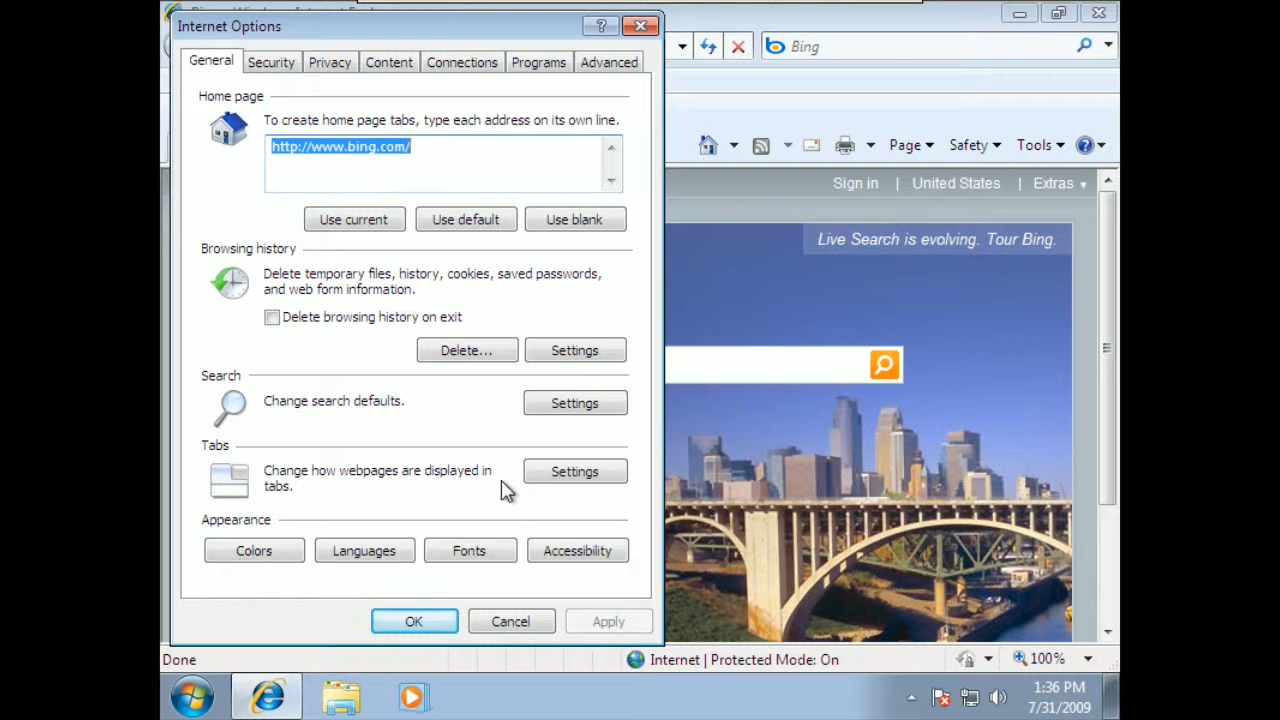 Internet Options
?
General
Security
Privacy
Content
Connections
Programs
Advanced
Home page
To create home page tabs, type each address on its own line.
http://www.bing.com/
Use current
Use default
Use blank
Browsing history
Delete temporary files, history, cookies, saved passwords,
and web form information.
Delete browsing history on exit
Delete...
Settings
Search
Change search defaults.
Settings
Tabs
Change how webpages are displayed in
tabs.
Settings
Appearance
Colors
Languages
Fonts
Accessibility
OK
Cancel
Apply
Bing
Page
Safety
Tools
Sign in
United States
Extras
Live Search is evolving. Tour Bing.
Done
Internet | Protected Mode: On
100%
1:36 PM
7/31/2009